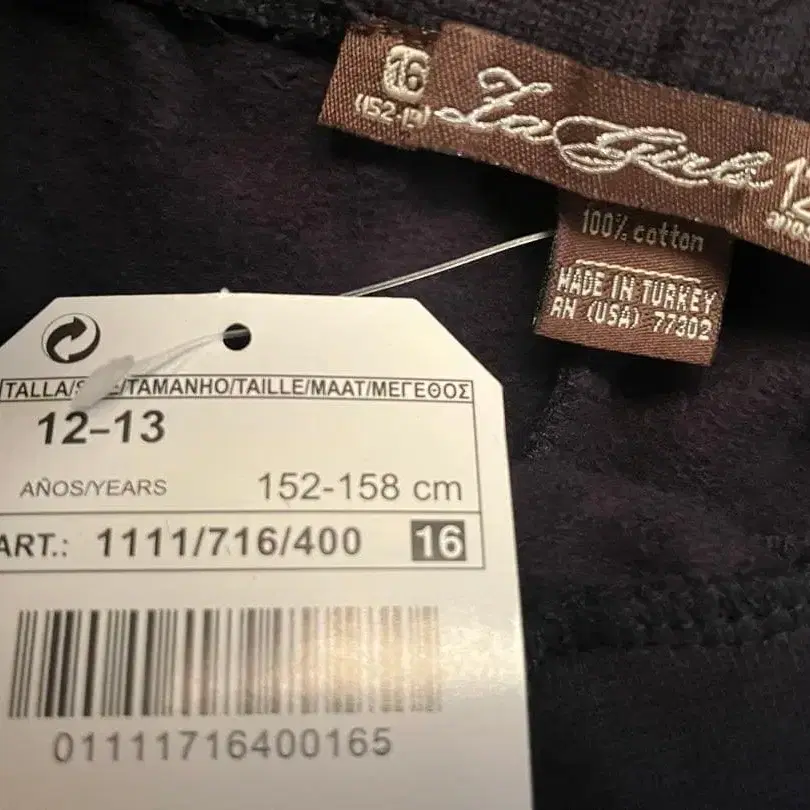 16
(152-1
Za Girls
12
100% cotton
MADE IN TURKEY
RN (USA) 77302
TALLA/ /TAMANHO/TAILLE/MAAT/ΜΕΓΕΘΟΣ
12-13
AÑOS/YEARS 152-158 cm
ART.: 1111/716/400 16
01111716400165